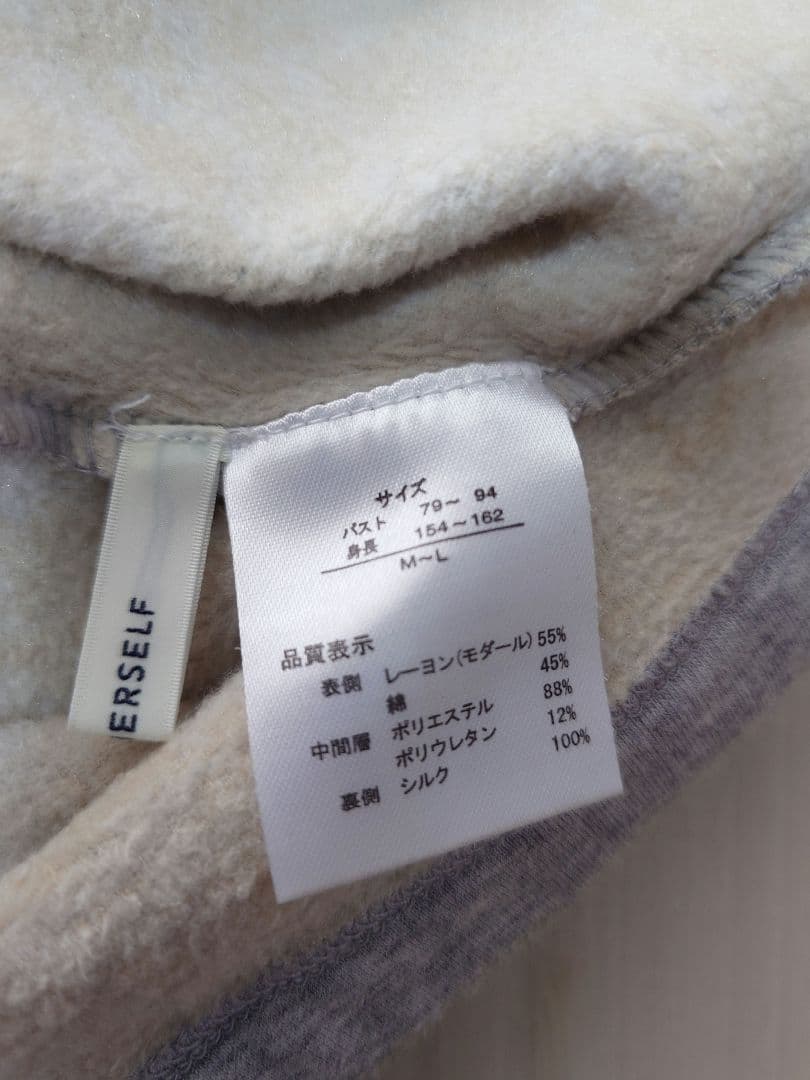 サイズ
バスト 79～ 94
身長 154～162
M～L
品質表示
表側 レーヨン(モダール) 55%
綿 45%
中間層 ポリエステル 88%
ポリウレタン 12%
裏側 シルク 100%
ERSELF